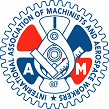 INTERNATIONAL ASSOCIATION OF MACHINISTS AND AEROSPACE WORKERS
A M